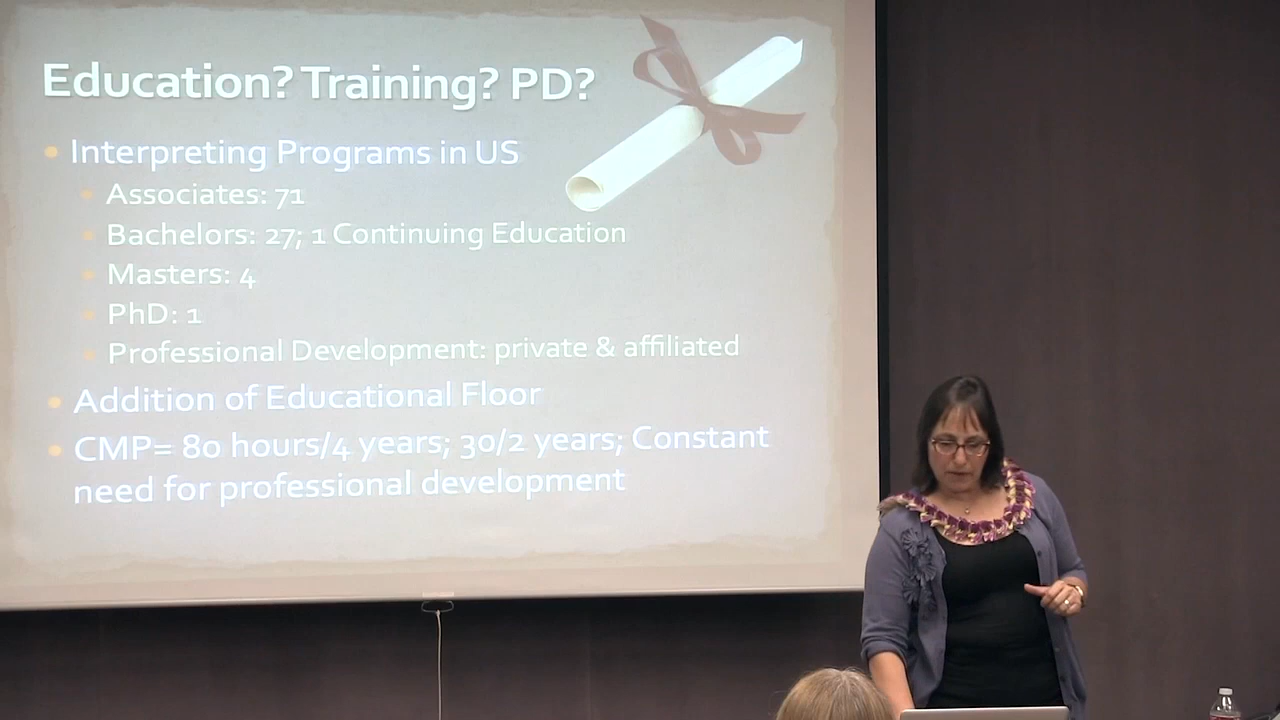 Education? Training? PD?
Interpreting Programs in US
Associates: 71
Bachelors: 27; 1 Continuing Education
Masters: 4
PhD: 1
Professional Development: private & affiliated
Addition of Educational Floor
CMP= 80 hours/4 years; 30/2 years; Constant
need for professional development